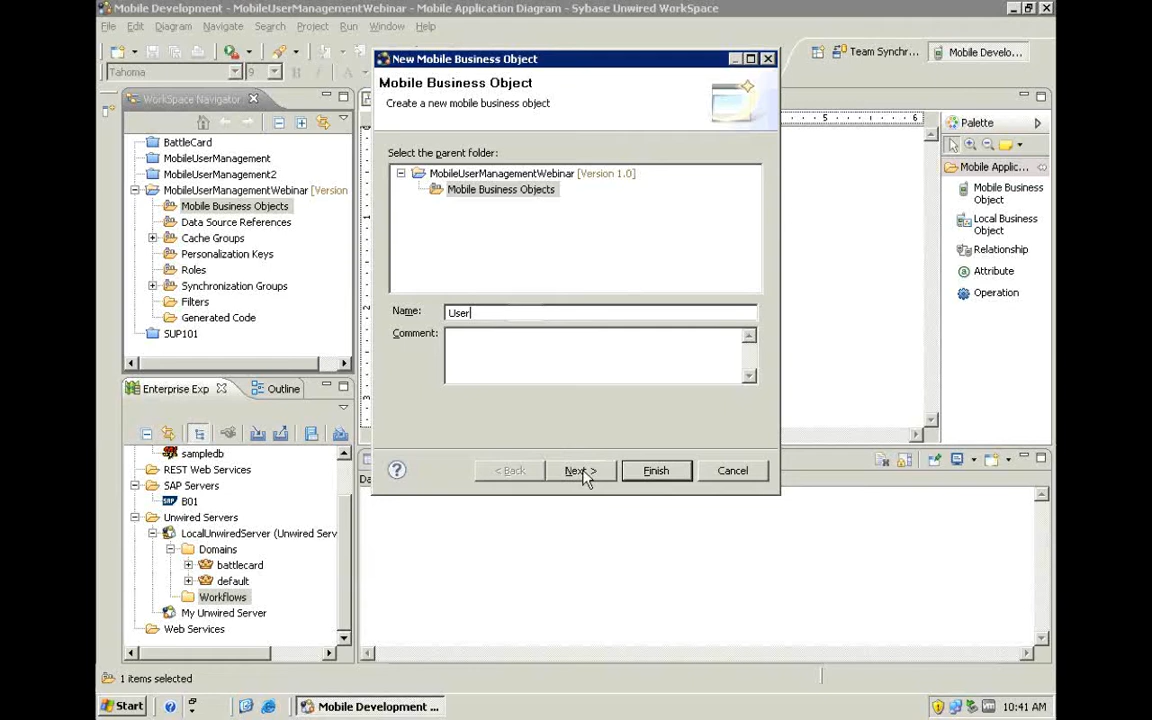 Mobile Development - MobileUserManagementWebinar - Mobile Application Diagram - Sybase Unwired WorkSpace
File Edit Diagram Navigate Search Project Run Window Help
Team Synchr...
Mobile Develo...
Tahoma
9
New Mobile Business Object
Mobile Business Object
Create a new mobile business object
Select the parent folder:
MobileUserManagementWebinar [Version 1.0]
Mobile Business Objects
Name:
User
Comment:
< Back
Next >
Finish
Cancel
WorkSpace Navigator
BattleCard
MobileUserManagement
MobileUserManagement2
MobileUserManagementWebinar [Version
Mobile Business Objects
Data Source References
Cache Groups
Personalization Keys
Roles
Synchronization Groups
Filters
Generated Code
SUP101
Enterprise Exp
Outline
sampledb
REST Web Services
SAP Servers
B01
Unwired Servers
LocalUnwiredServer (Unwired Serv
Domains
battlecard
default
Workflows
My Unwired Server
Web Services
5
6
1
2
3
Palette
Mobile Applic...
Mobile Business
Object
Local Business
Object
Relationship
Attribute
Operation
1 items selected
Start
Mobile Development ...
10:41 AM